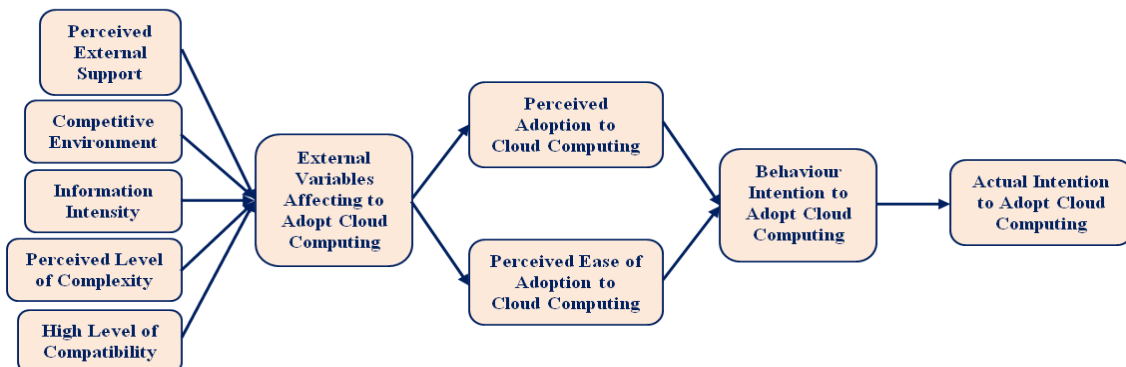 Perceived
External
Support
Competitive
Environment
Information
Intensity
Perceived Level
of Complexity
High Level of
Compatibility
External
Variables
Affecting to
Adopt Cloud
Computing
Perceived
Adoption to
Cloud Computing
Perceived Ease of
Adoption to
Cloud Computing
Behaviour
Intention to
Adopt Cloud
Computing
Actual Intention
to Adopt Cloud
Computing